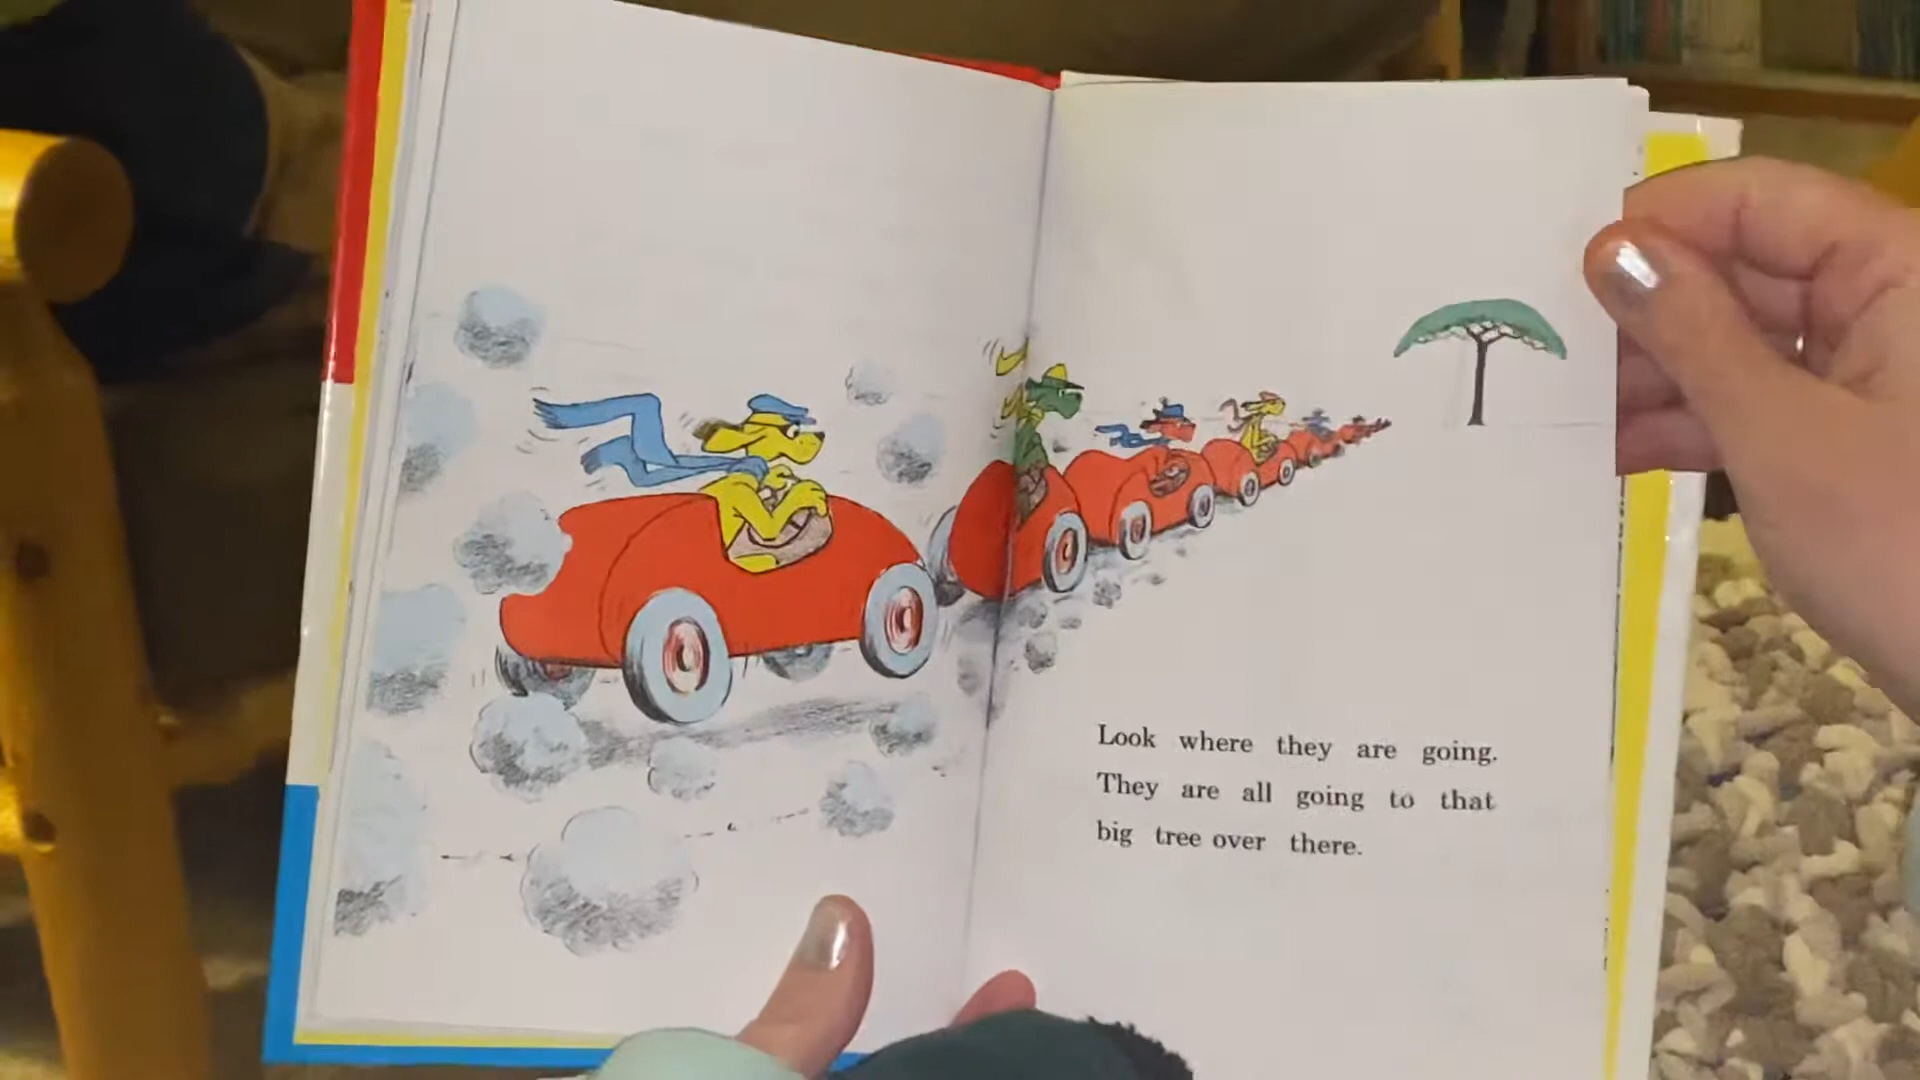 Look where they are going.
They are all going to that
big tree over there.